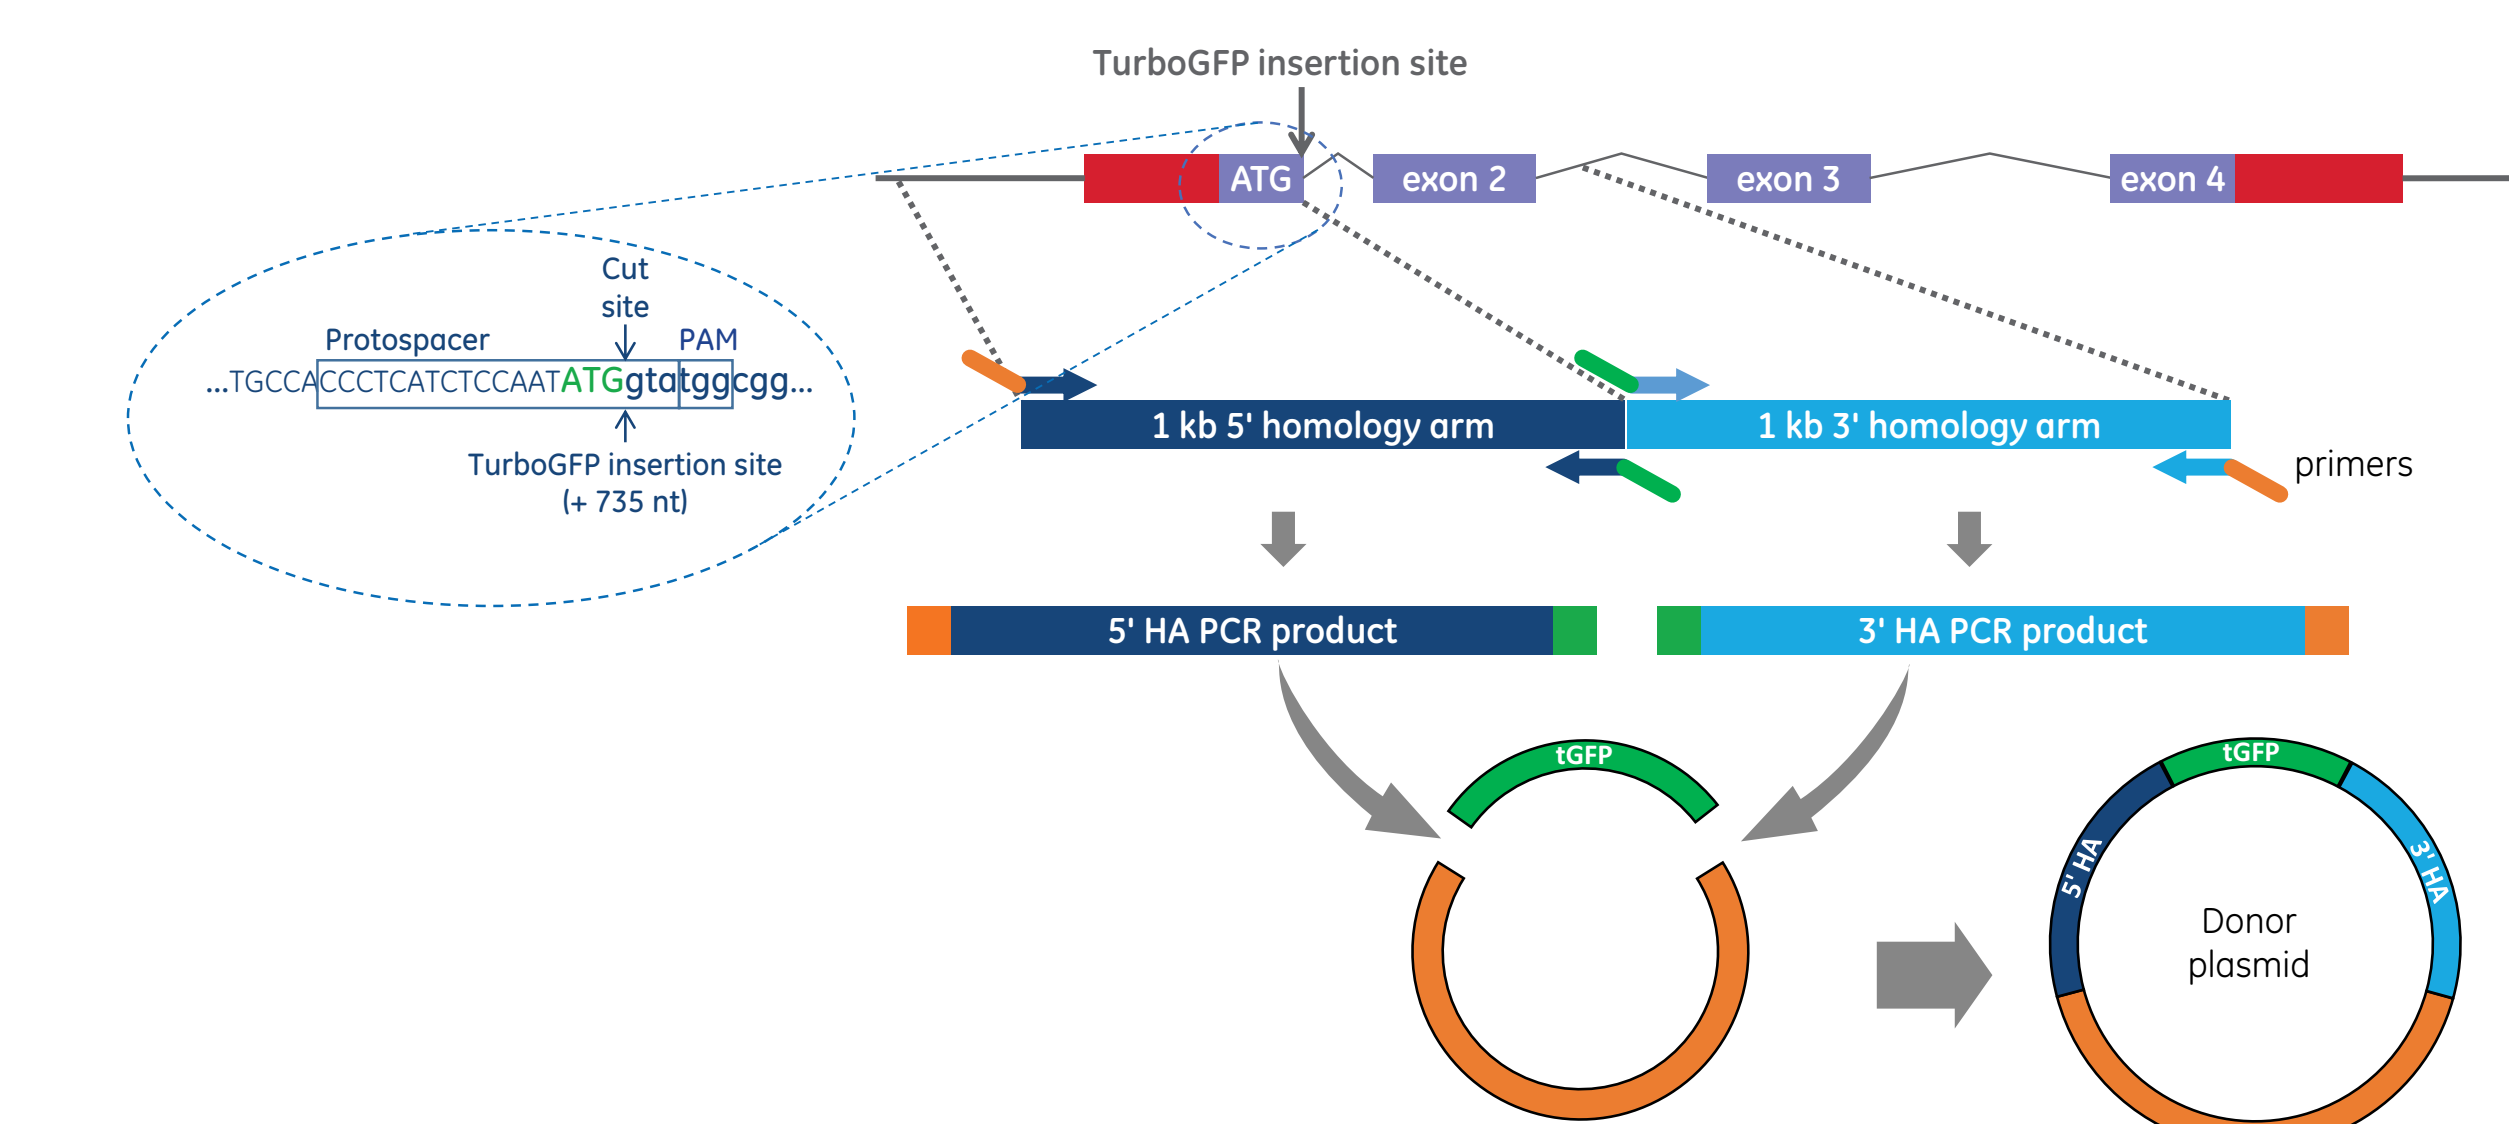 TurboGFP insertion site
ATG
exon 2
exon 3
exon 4
Cut
site
Protospacer
PAM
...TGCCACCCTCATCTCCAATATGgtatggcgg...
TurboGFP insertion site
(+ 735 nt)
1 kb 5' homology arm
1 kb 3' homology arm
primers
5' HA PCR product
3' HA PCR product
tGFP
tGFP
5' HA
3' HA
Donor
plasmid